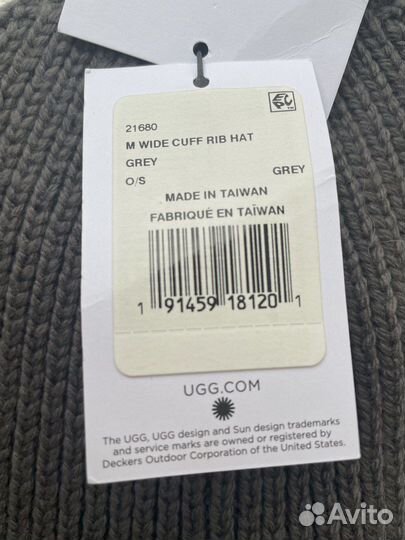 21680
M WIDE CUFF RIB HAT
GREY
O/S GREY
MADE IN TAIWAN
FABRIQUÉ EN TAÏWAN
1 91459 18120 1
UGG.COM
The UGG, UGG design and Sun design trademarks
and service marks are owned or registered by
Deckers Outdoor Corporation of the United States.
Avito